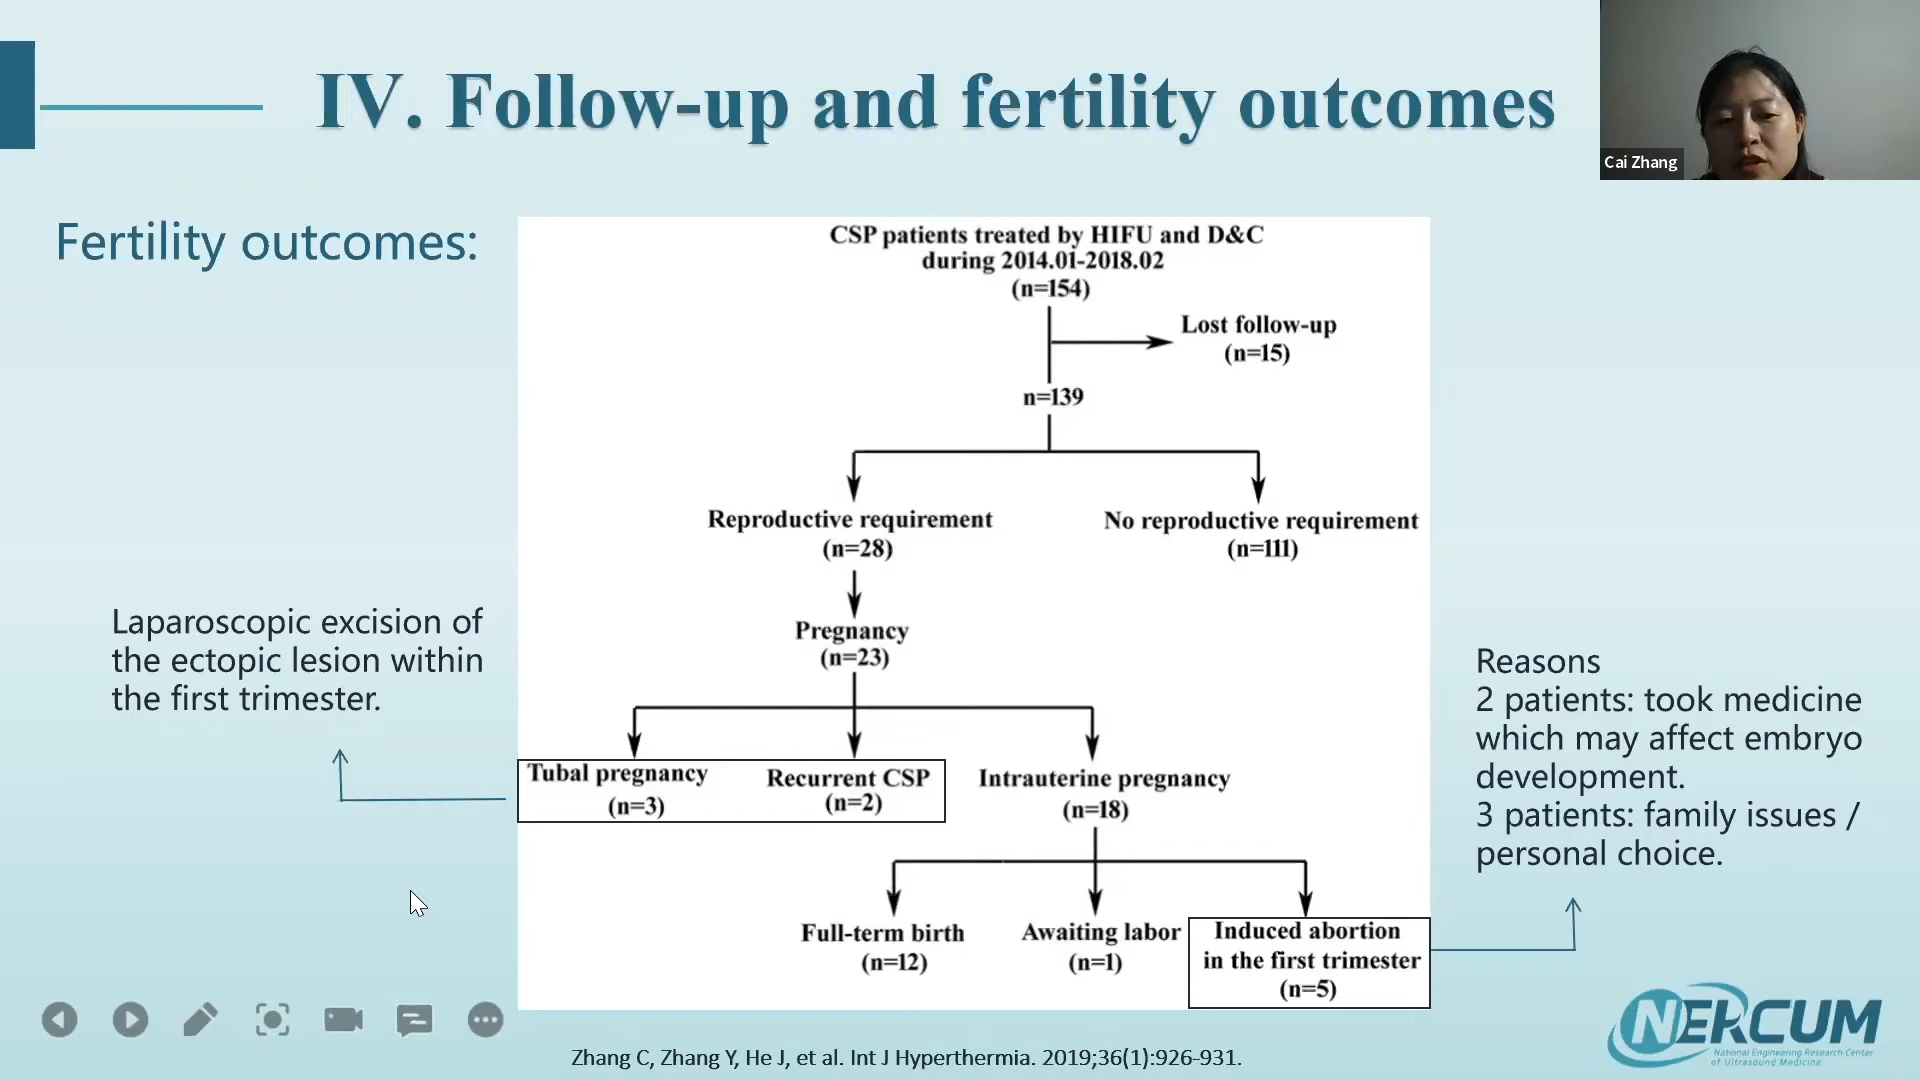 IV. Follow-up and fertility outcomes
Cai Zhang
Fertility outcomes:
CSP patients treated by HIFU and D&C
during 2014.01-2018.02
(n=154)
Lost follow-up
(n=15)
n=139
Reproductive requirement
(n=28)
No reproductive requirement
(n=111)
Pregnancy
(n=23)
Laparoscopic excision of
the ectopic lesion within
the first trimester.
Tubal pregnancy
(n=3)
Recurrent CSP
(n=2)
Intrauterine pregnancy
(n=18)
Reasons
2 patients: took medicine
which may affect embryo
development.
3 patients: family issues /
personal choice.
Full-term birth
(n=12)
Awaiting labor
(n=1)
Induced abortion
in the first trimester
(n=5)
NERCUM
National Engineering Research Center
of Ultrasound Medicine
Zhang C, Zhang Y, He J, et al. Int J Hyperthermia. 2019;36(1):926-931.